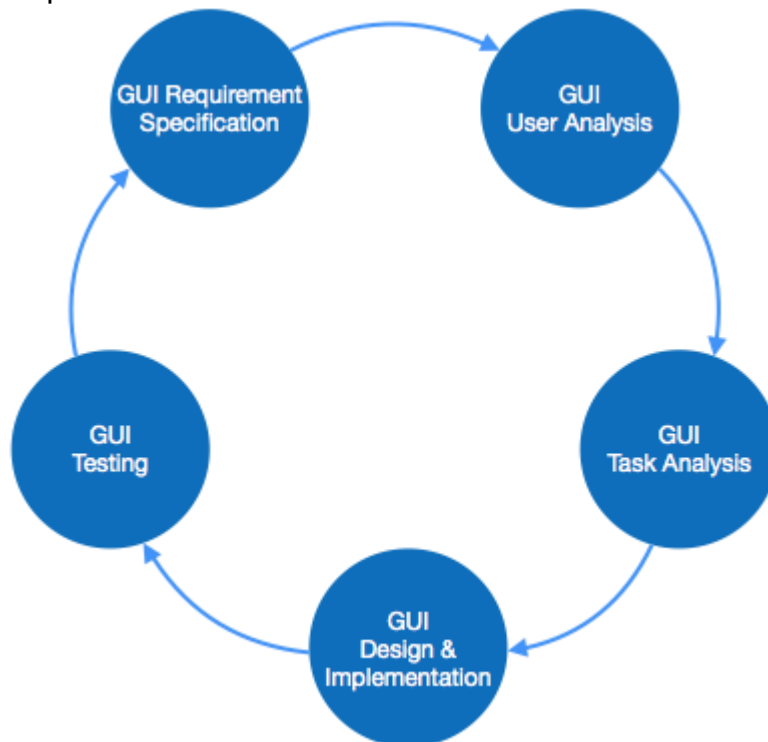 GUI Requirement
Specification
GUI
User Analysis
GUI
Task Analysis
GUI
Design &
Implementation
GUI
Testing